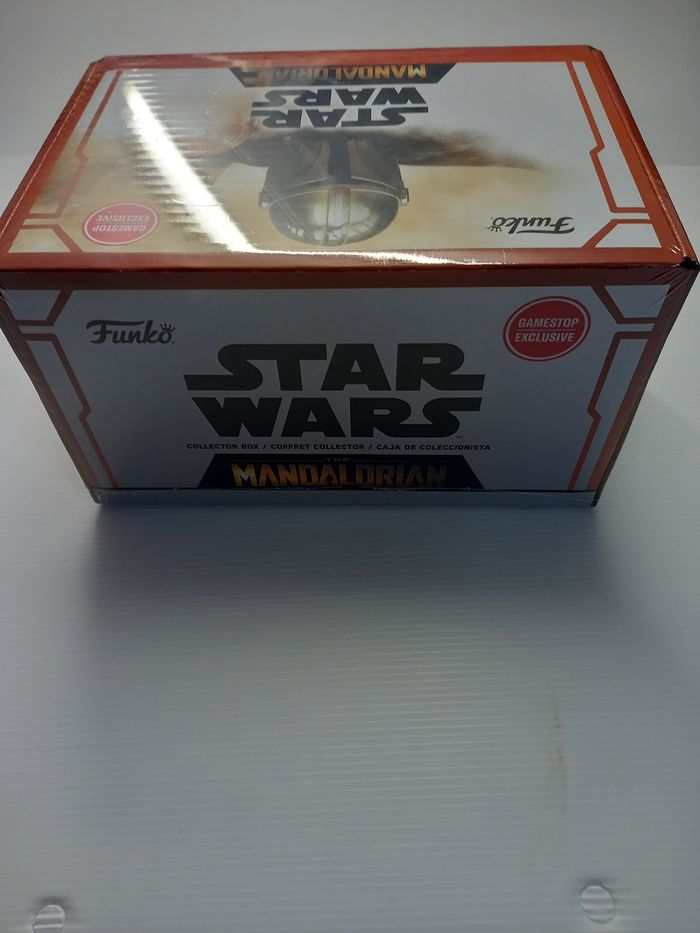 MANDALORIAN
STAR
WARS
Funko
GAMESTOP
EXCLUSIVE
Funko
GAMESTOP
EXCLUSIVE
STAR
WARS
COLLECTOR BOX / COFFRET COLLECTOR / CAJA DE COLECCIONISTA
THE
MANDALORIAN